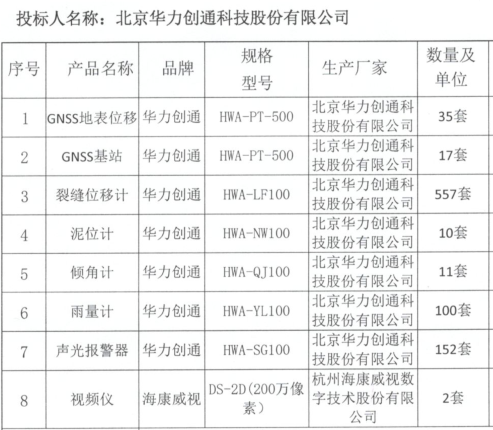 投标人名称：北京华力创通科技股份有限公司
序号 产品名称 品牌 规格型号 生产厂家 数量及单位
1 GNSS地表位移 华力创通 HWA-PT-500 北京华力创通科技股份有限公司 35套
2 GNSS基站 华力创通 HWA-PT-500 北京华力创通科技股份有限公司 17套
3 裂缝位移计 华力创通 HWA-LF100 北京华力创通科技股份有限公司 557套
4 泥位计 华力创通 HWA-NW100 北京华力创通科技股份有限公司 10套
5 倾角计 华力创通 HWA-QJ100 北京华力创通科技股份有限公司 11套
6 雨量计 华力创通 HWA-YL100 北京华力创通科技股份有限公司 100套
7 声光报警器 华力创通 HWA-SG100 北京华力创通科技股份有限公司 152套
8 视频仪 海康威视 DS-2D(200万像素） 杭州海康威视数字技术股份有限公司 2套